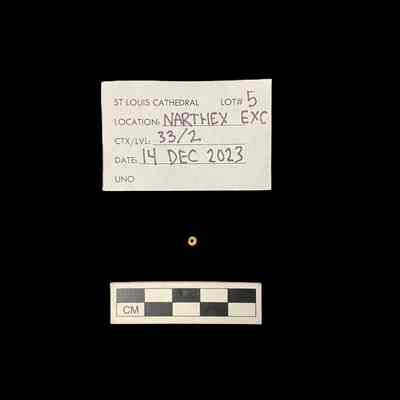 ST LOUIS CATHEDRAL LOT# 5
LOCATION: NARTHEX EXC
CTX/LVL: 33/2
DATE: 14 DEC 2023
UNO
CM